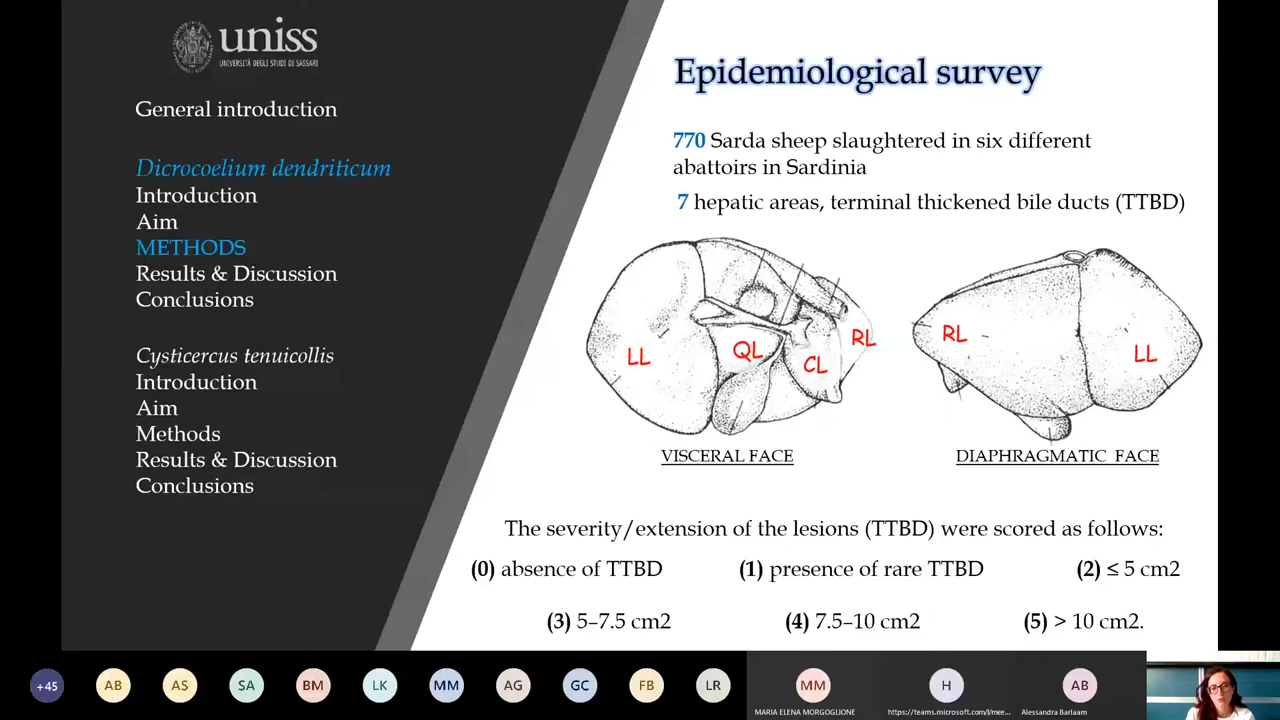 uniss
UNIVERSITÀ DEGLI STUDI DI SASSARI
General introduction
Dicrocoelium dendriticum
Introduction
Aim
METHODS
Results & Discussion
Conclusions
Cysticercus tenuicollis
Introduction
Aim
Methods
Results & Discussion
Conclusions
Epidemiological survey
770 Sarda sheep slaughtered in six different
abattoirs in Sardinia
7 hepatic areas, terminal thickened bile ducts (TTBD)
LL QL CL RL
RL LL
VISCERAL FACE
DIAPHRAGMATIC FACE
The severity/extension of the lesions (TTBD) were scored as follows:
(0) absence of TTBD (1) presence of rare TTBD (2) ≤ 5 cm2
(3) 5–7.5 cm2 (4) 7.5–10 cm2 (5) > 10 cm2.
+45 AB AS SA BM LK MM AG GC FB LR MM H AB
MARIA ELENA MORGOGLIONE https://teams.microsoft.com/l/mee... Alessandra Barlaam